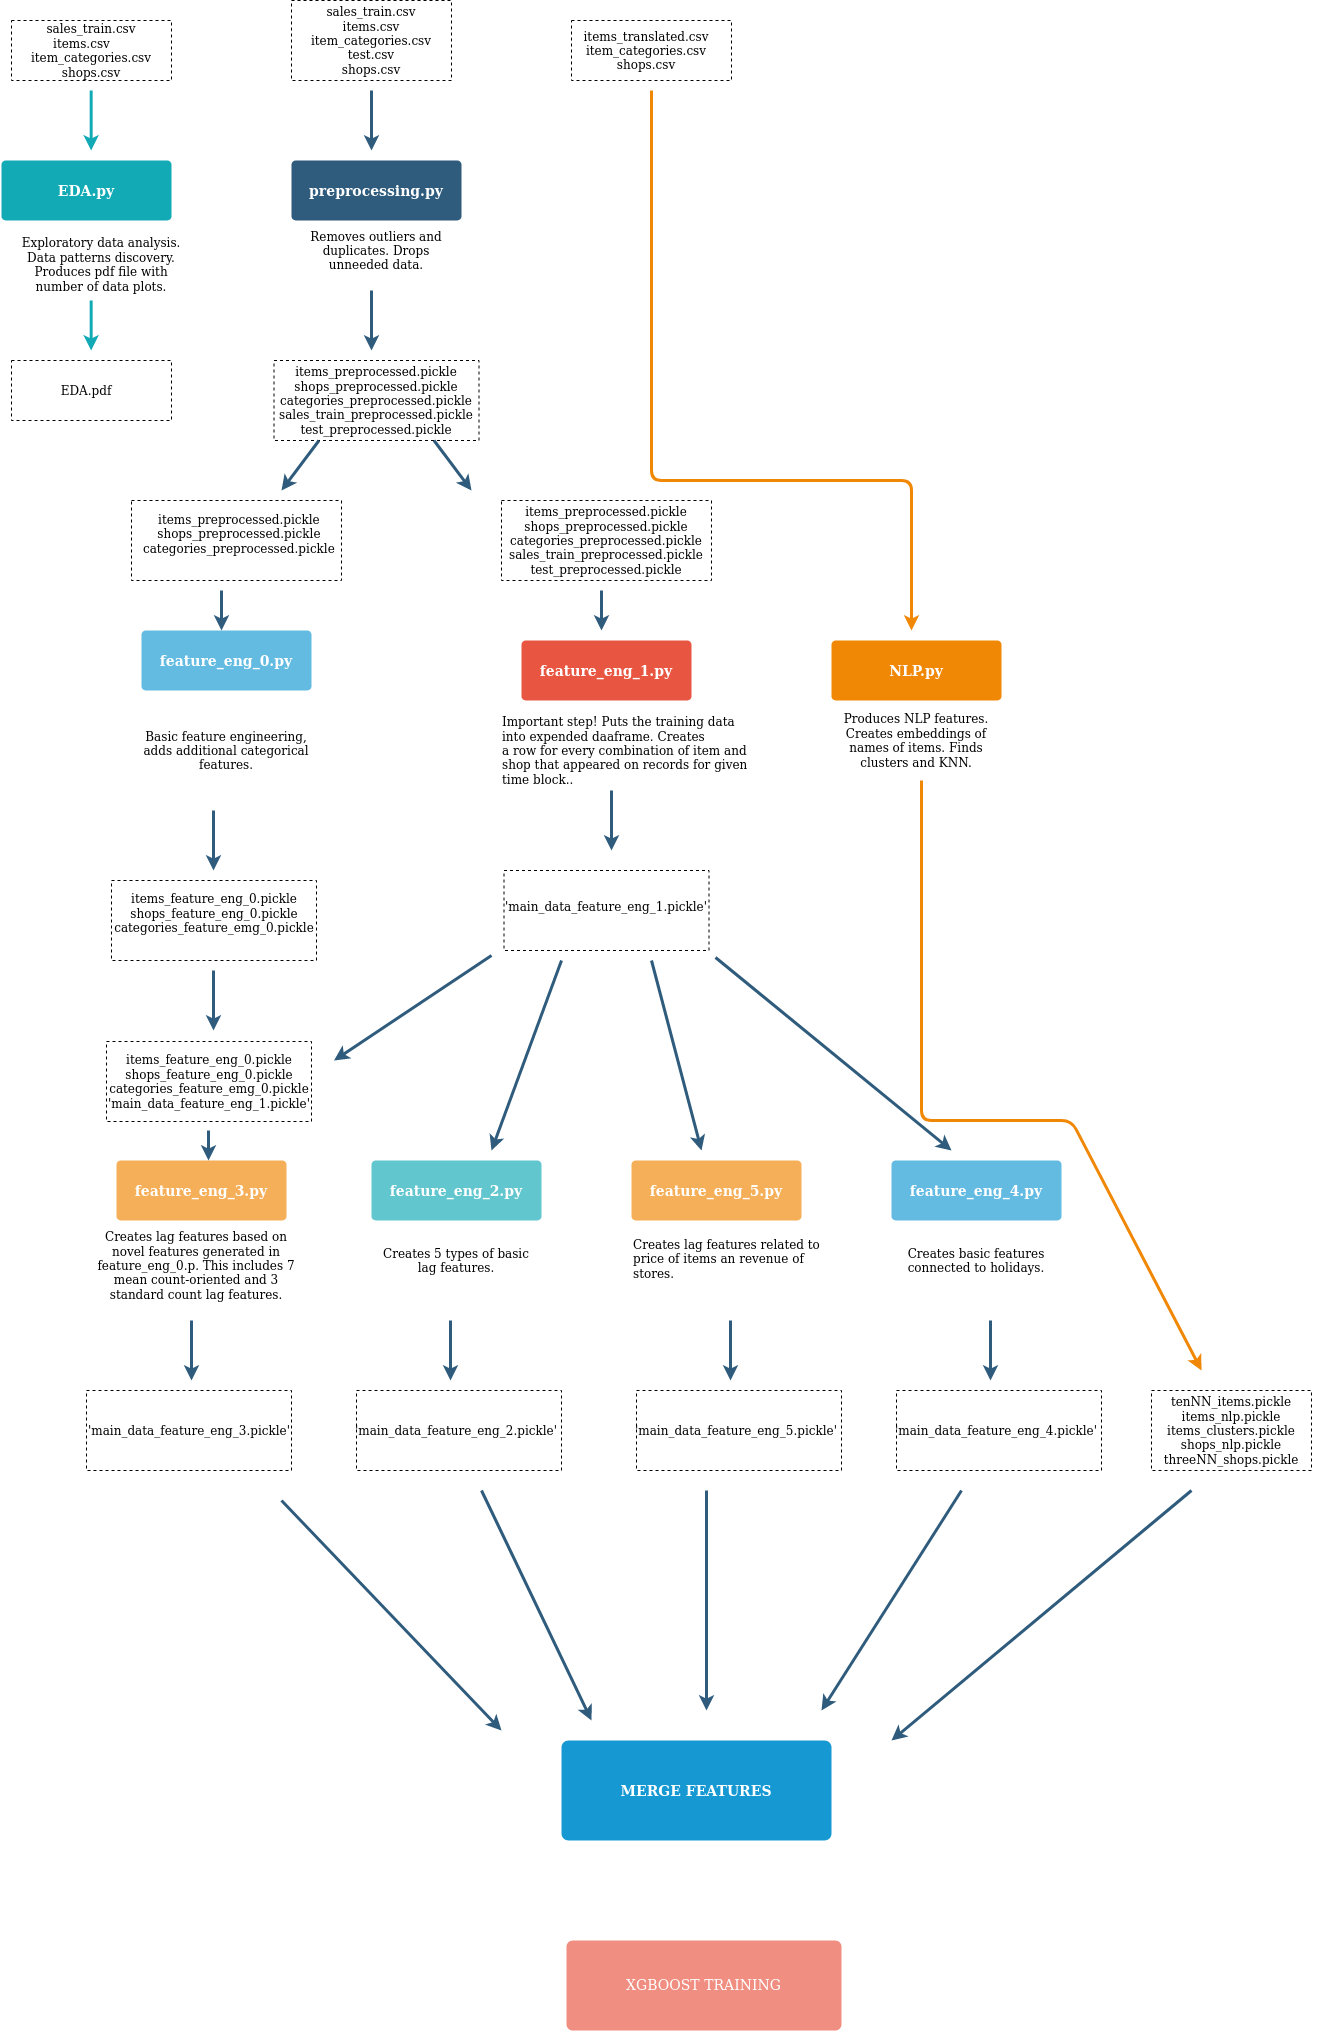 sales_train.csv
items.csv
item_categories.csv
shops.csv
sales_train.csv
items.csv
item_categories.csv
test.csv
shops.csv
items_translated.csv
item_categories.csv
shops.csv
EDA.py
preprocessing.py
Exploratory data analysis.
Data patterns discovery.
Produces pdf file with
number of data plots.
Removes outliers and
duplicates. Drops
unneeded data.
EDA.pdf
items_preprocessed.pickle
shops_preprocessed.pickle
categories_preprocessed.pickle
sales_train_preprocessed.pickle
test_preprocessed.pickle
items_preprocessed.pickle
shops_preprocessed.pickle
categories_preprocessed.pickle
items_preprocessed.pickle
shops_preprocessed.pickle
categories_preprocessed.pickle
sales_train_preprocessed.pickle
test_preprocessed.pickle
feature_eng_0.py
feature_eng_1.py
NLP.py
Basic feature engineering,
adds additional categorical
features.
Important step! Puts the training data
into expended daaframe. Creates
a row for every combination of item and
shop that appeared on records for given
time block..
Produces NLP features.
Creates embeddings of
names of items. Finds
clusters and KNN.
items_feature_eng_0.pickle
shops_feature_eng_0.pickle
categories_feature_emg_0.pickle
'main_data_feature_eng_1.pickle'
items_feature_eng_0.pickle
shops_feature_eng_0.pickle
categories_feature_emg_0.pickle
'main_data_feature_eng_1.pickle'
feature_eng_3.py
feature_eng_2.py
feature_eng_5.py
feature_eng_4.py
Creates lag features based on
novel features generated in
feature_eng_0.p. This includes 7
mean count-oriented and 3
standard count lag features.
Creates 5 types of basic
lag features.
Creates lag features related to
price of items an revenue of
stores.
Creates basic features
connected to holidays.
'main_data_feature_eng_3.pickle'
'main_data_feature_eng_2.pickle'
'main_data_feature_eng_5.pickle'
'main_data_feature_eng_4.pickle'
tenNN_items.pickle
items_nlp.pickle
items_clusters.pickle
shops_nlp.pickle
threeNN_shops.pickle
MERGE FEATURES
XGBOOST TRAINING